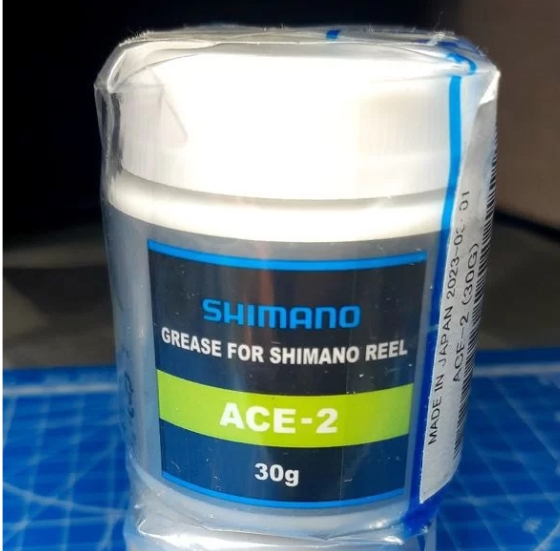 SHIMANO
GREASE FOR SHIMANO REEL
ACE-2
30g
MADE IN JAPAN
ACE-2 (30G)